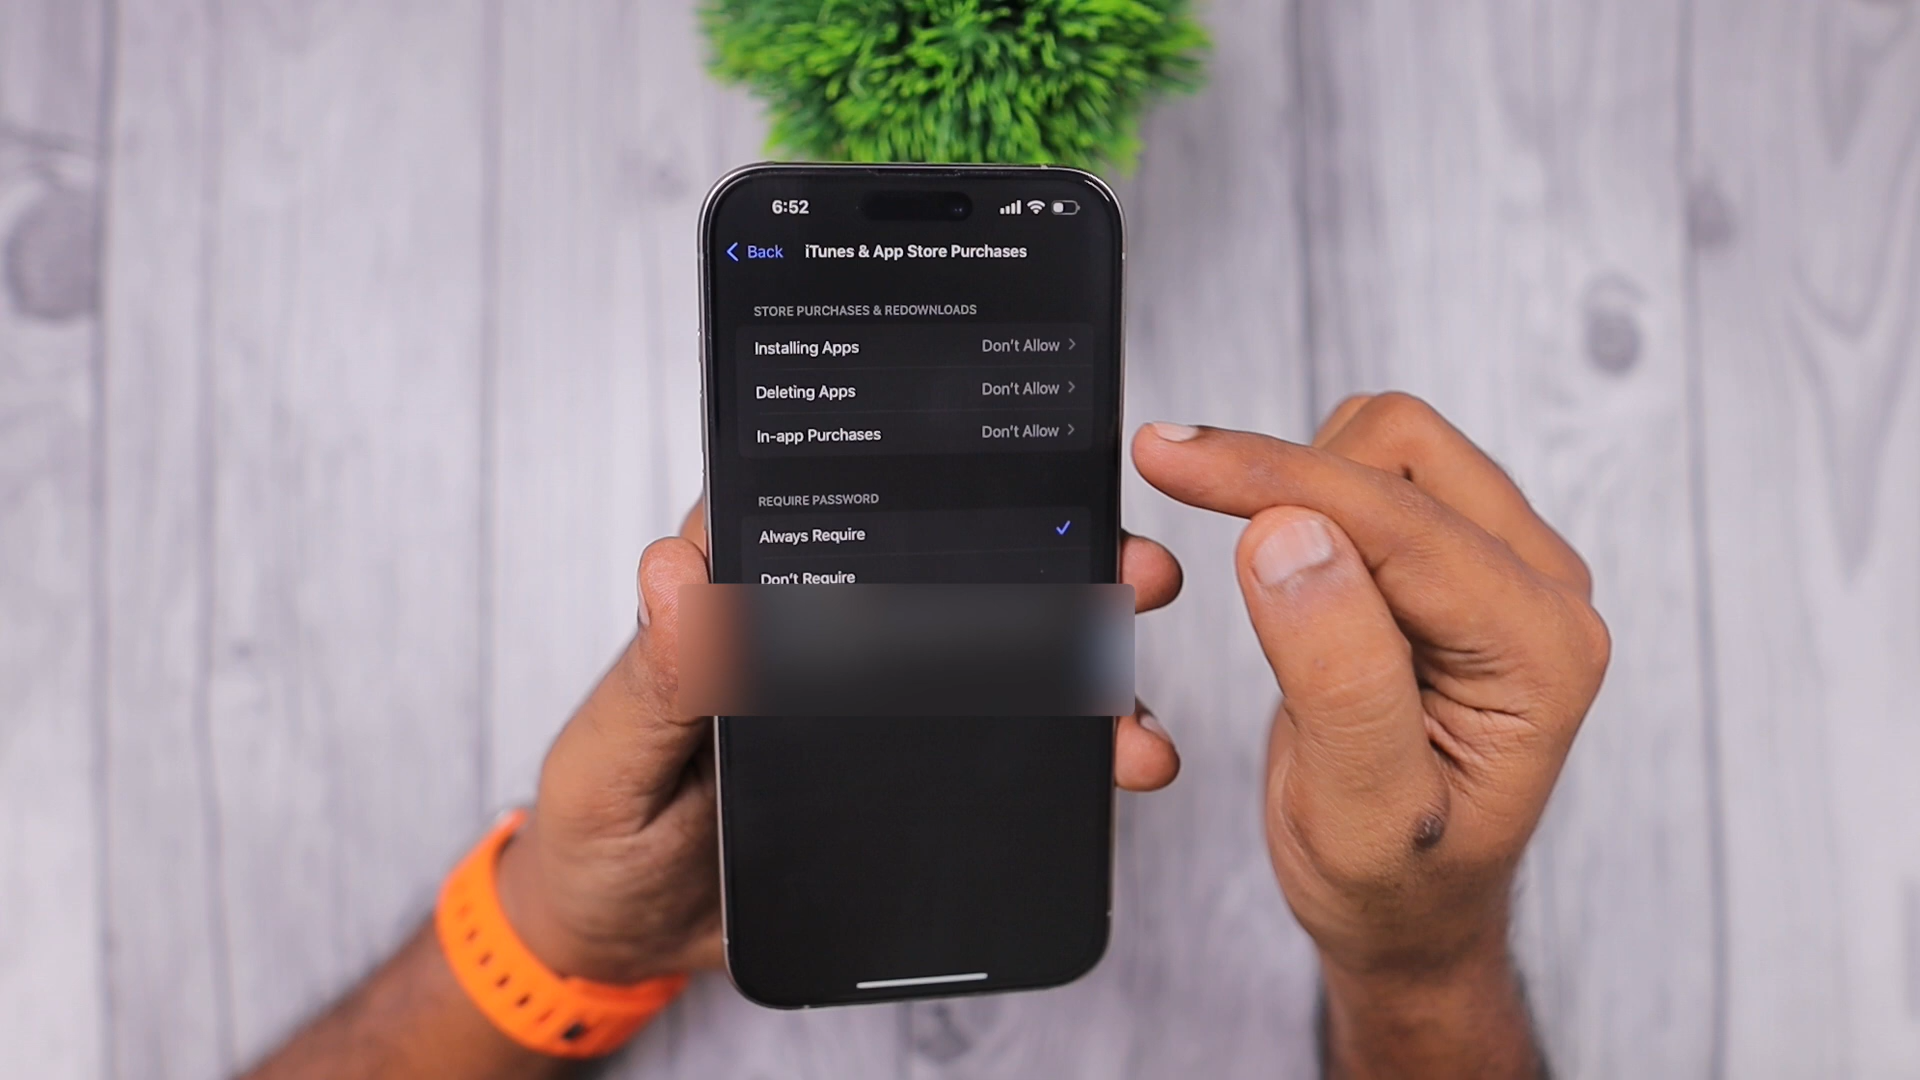 6:52
Back iTunes & App Store Purchases
STORE PURCHASES & REDOWNLOADS
Installing Apps Don't Allow
Deleting Apps Don't Allow
In-app Purchases Don't Allow
REQUIRE PASSWORD
Always Require
Don't Require